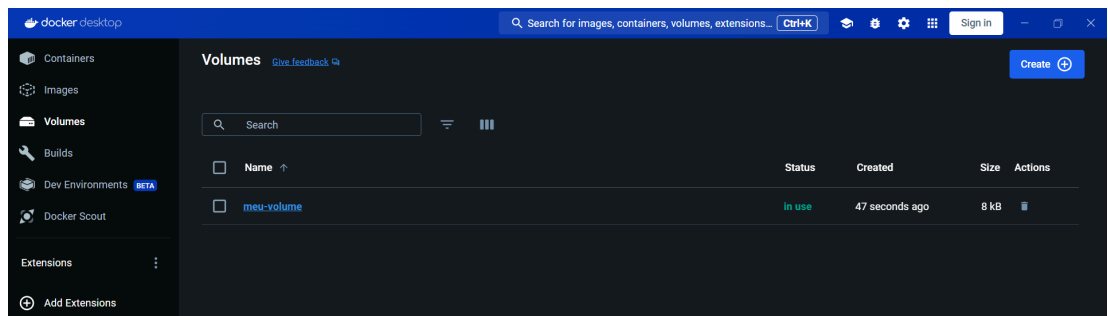 docker desktop
Search for images, containers, volumes, extensions... Ctrl+K
Sign in
Containers
Images
Volumes
Builds
Dev Environments BETA
Docker Scout
Extensions
Add Extensions
Volumes Give feedback
Create
Search
Name Status Created Size Actions
meu-volume in use 47 seconds ago 8 kB